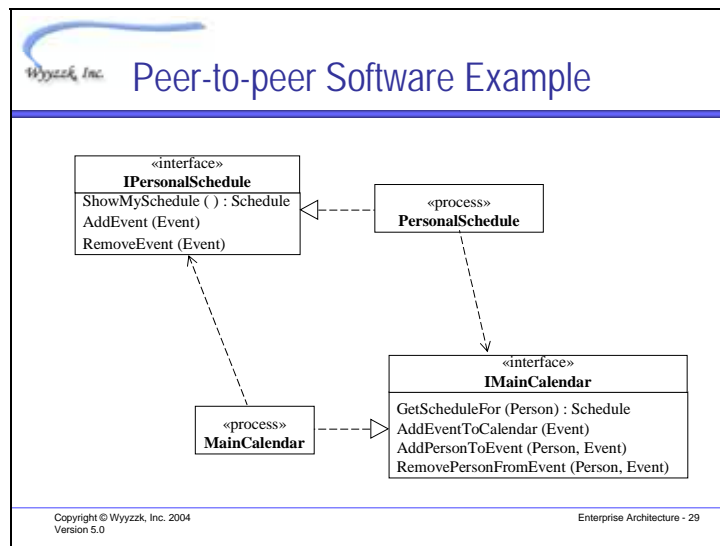 Wyyzzk, Inc.
Peer-to-peer Software Example
«interface»
IPersonalSchedule
ShowMySchedule ( ) : Schedule
AddEvent (Event)
RemoveEvent (Event)
«process»
PersonalSchedule
«interface»
IMainCalendar
GetScheduleFor (Person) : Schedule
AddEventToCalendar (Event)
AddPersonToEvent (Person, Event)
RemovePersonFromEvent (Person, Event)
«process»
MainCalendar
Copyright © Wyyzzk, Inc. 2004
Version 5.0
Enterprise Architecture - 29